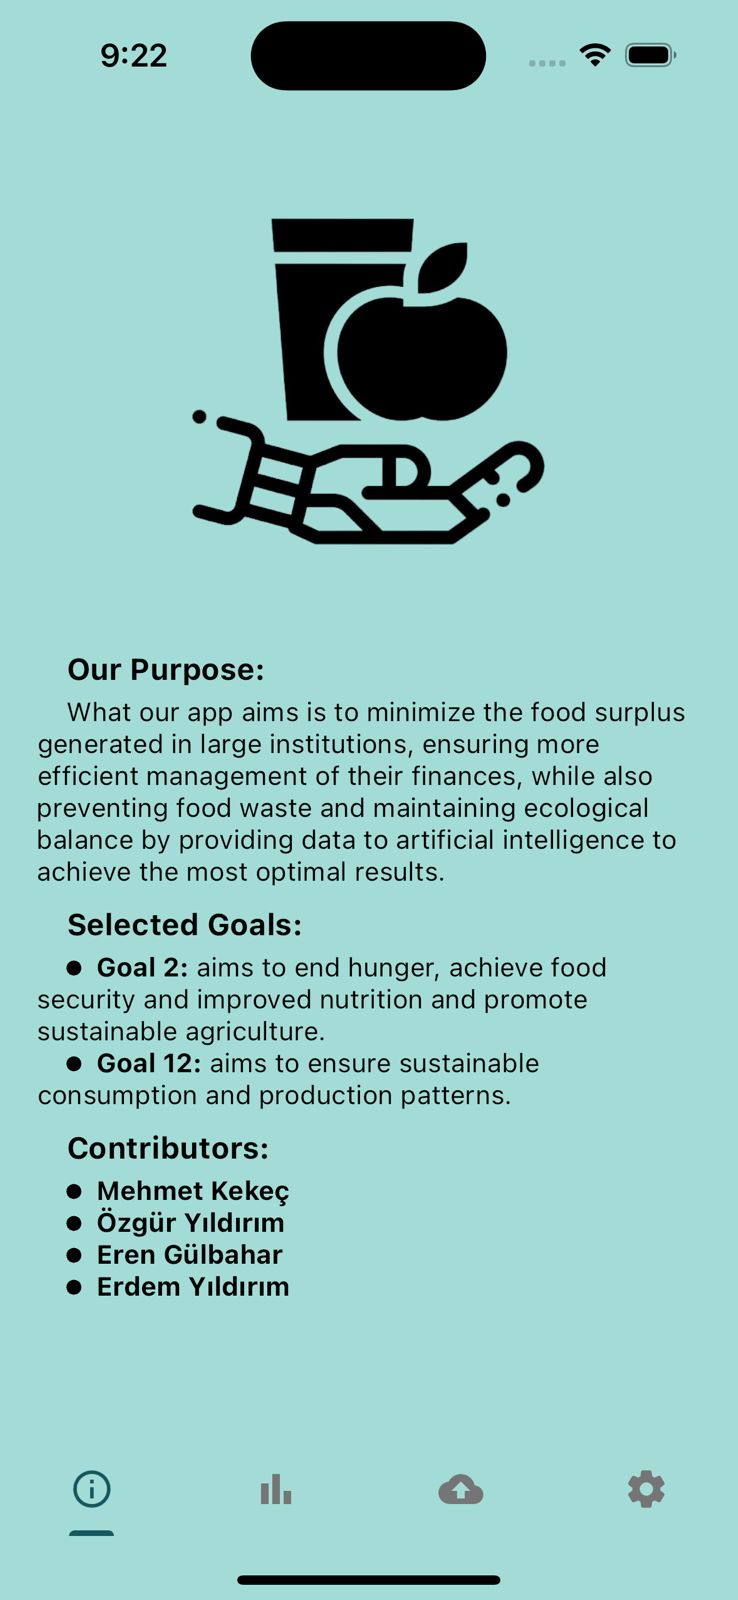 9:22
Our Purpose:
What our app aims is to minimize the food surplus
generated in large institutions, ensuring more
efficient management of their finances, while also
preventing food waste and maintaining ecological
balance by providing data to artificial intelligence to
achieve the most optimal results.
Selected Goals:
● Goal 2: aims to end hunger, achieve food
security and improved nutrition and promote
sustainable agriculture.
● Goal 12: aims to ensure sustainable
consumption and production patterns.
Contributors:
● Mehmet Kekeç
● Özgür Yıldırım
● Eren Gülbahar
● Erdem Yıldırım